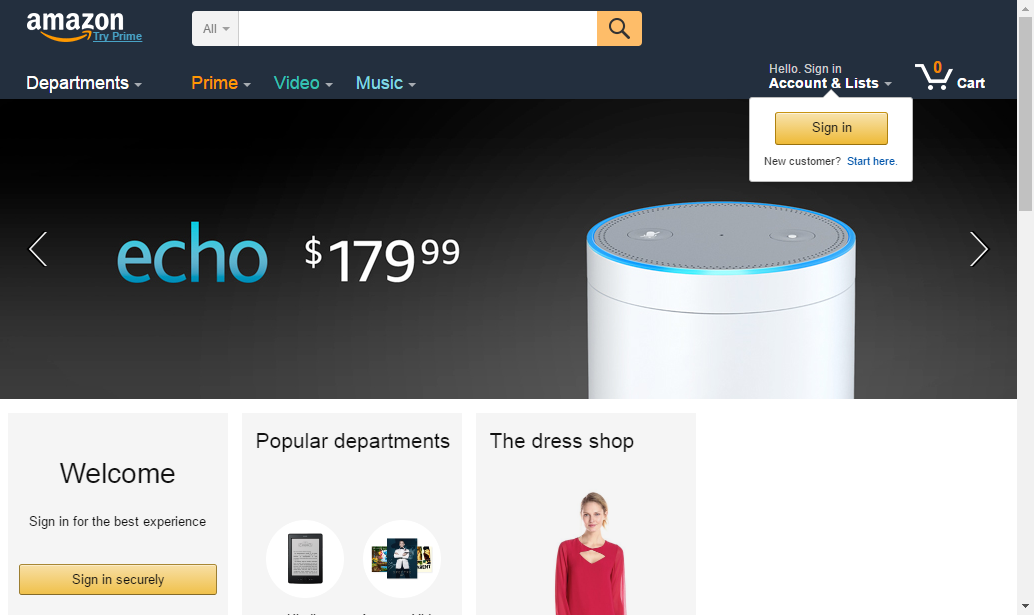 amazon
Try Prime
All
Departments
Prime
Video
Music
Hello. Sign in
Account & Lists
0
Cart
Sign in
New customer? Start here.
echo
$179 99
Welcome
Sign in for the best experience
Sign in securely
Popular departments
The dress shop